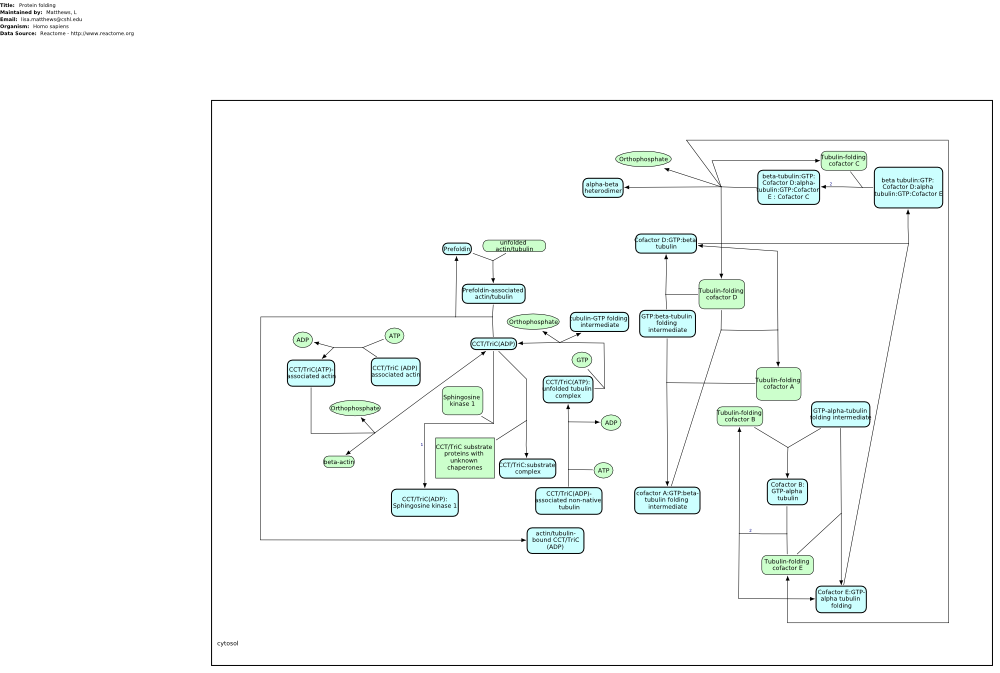 Title: Protein folding
Maintained by: Matthews, L
Email: lisa.matthews@cshl.edu
Organism: Homo sapiens
Data Source: Reactome - http://www.reactome.org
Orthophosphate
Tubulin-folding
cofactor C
alpha-beta
heterodimer
beta-tubulin:GTP:
Cofactor D:alpha-
tubulin:GTP:Cofactor
E : Cofactor C
2
beta tubulin:GTP:
Cofactor D:alpha
tubulin:GTP:Cofactor E
Prefoldin
unfolded
actin/tubulin
Cofactor D:GTP:beta
tubulin
Prefoldin-associated
actin/tubulin
Tubulin-folding
cofactor D
Orthophosphate
tubulin-GTP folding
intermediate
GTP:beta-tubulin
folding
intermediate
ADP
ATP
CCT/TriC(ADP)
CCT/TriC(ATP)-
associated actin
CCT/TriC (ADP)
associated actin
GTP
CCT/TriC(ATP):
unfolded tubulin
complex
Tubulin-folding
cofactor A
Sphingosine
kinase 1
Orthophosphate
Tubulin-folding
cofactor B
GTP-alpha-tubulin
folding intermediate
ADP
beta-actin
CCT/TriC substrate
proteins with
unknown
chaperones
CCT/TriC:substrate
complex
ATP
CCT/TriC(ADP):
Sphingosine kinase 1
CCT/TriC(ADP)-
associated non-native
tubulin
cofactor A:GTP:beta-
tubulin folding
intermediate
Cofactor B:
GTP-alpha
tubulin
actin/tubulin-
bound CCT/TriC
(ADP)
2
Tubulin-folding
cofactor E
Cofactor E:GTP-
alpha tubulin
folding
cytosol